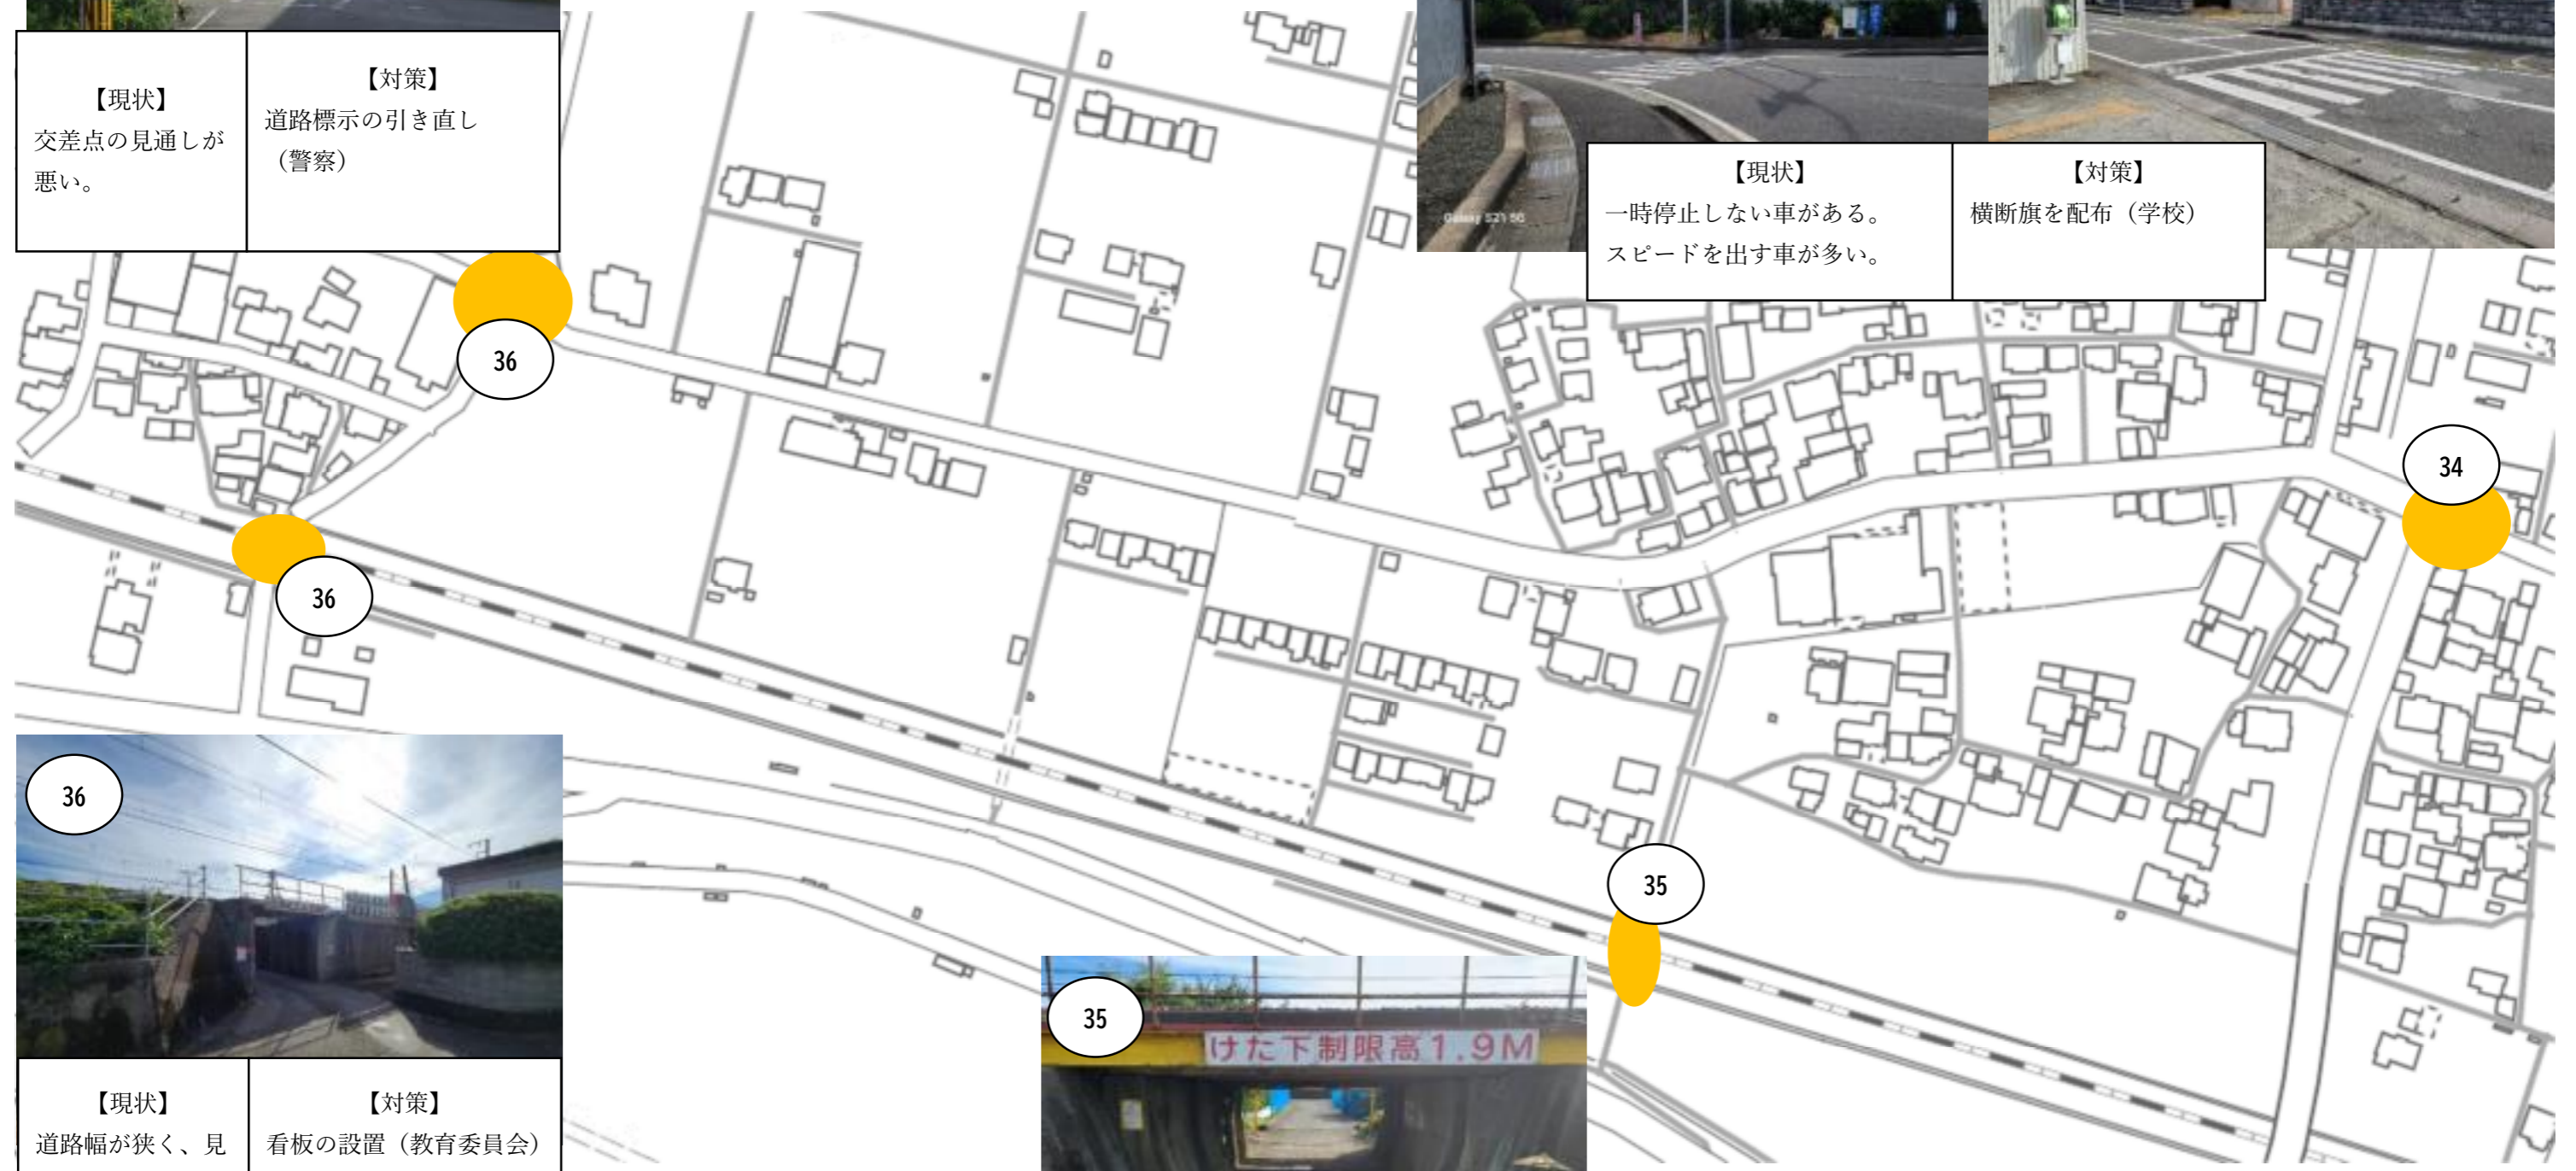 【現状】
交差点の見通しが
悪い。
【対策】
道路標示の引き直し
（警察）
Galaxy S21 5G
【現状】
一時停止しない車がある。
スピードを出す車が多い。
【対策】
横断旗を配布（学校）
36
34
36
35
36
【現状】
道路幅が狭く、見
【対策】
看板の設置（教育委員会）
35
けた下制限高1.9M